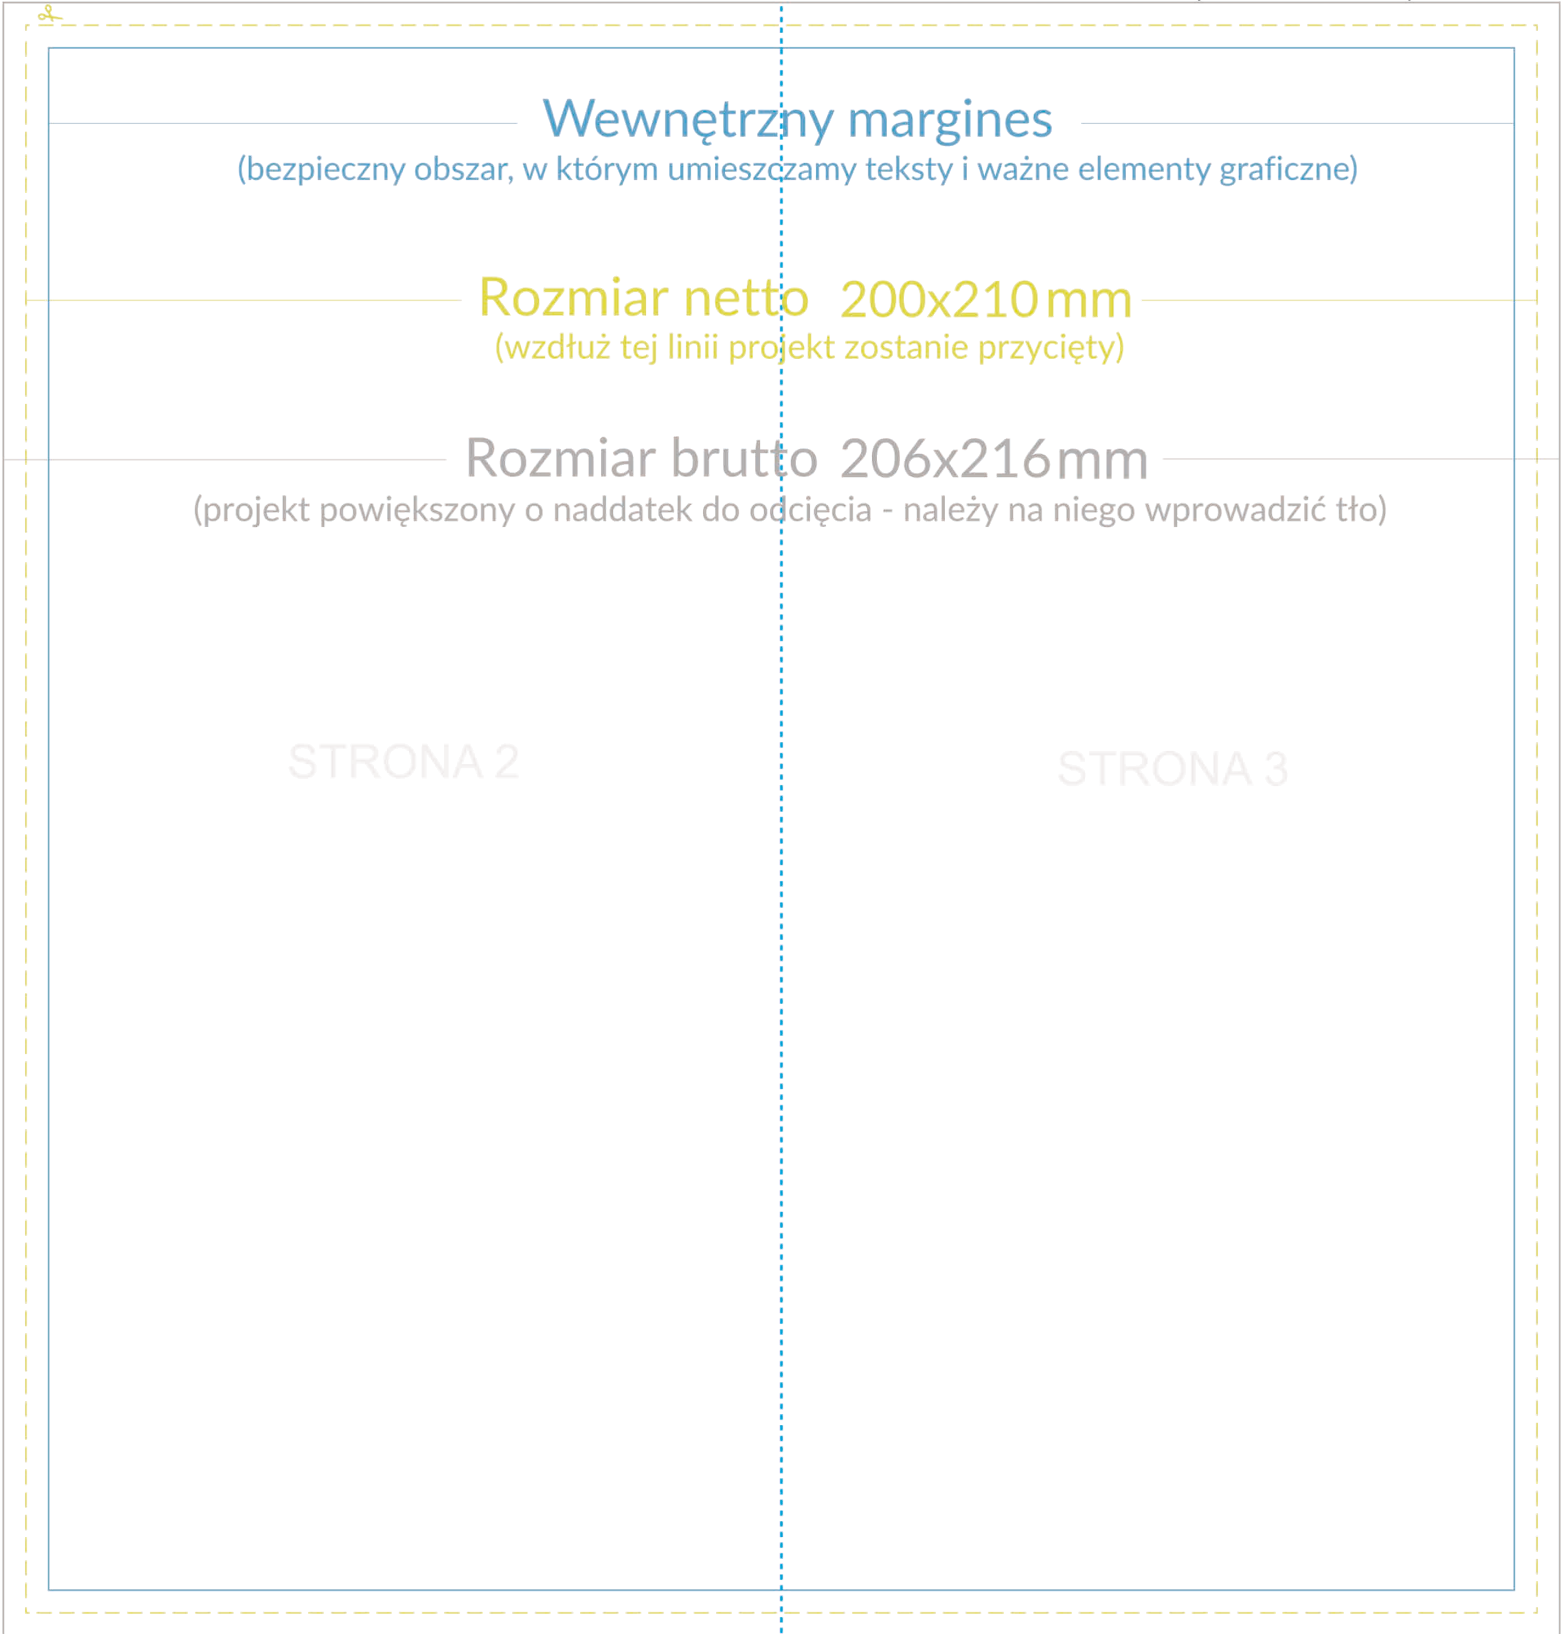 Wewnętrzny margines
(bezpieczny obszar, w którym umieszczamy teksty i ważne elementy graficzne)
Rozmiar netto 200x210 mm
(wzdłuż tej linii projekt zostanie przycięty)
Rozmiar brutto 206x216 mm
(projekt powiększony o naddatek do odcięcia - należy na niego wprowadzić tło)
STRONA 2
STRONA 3